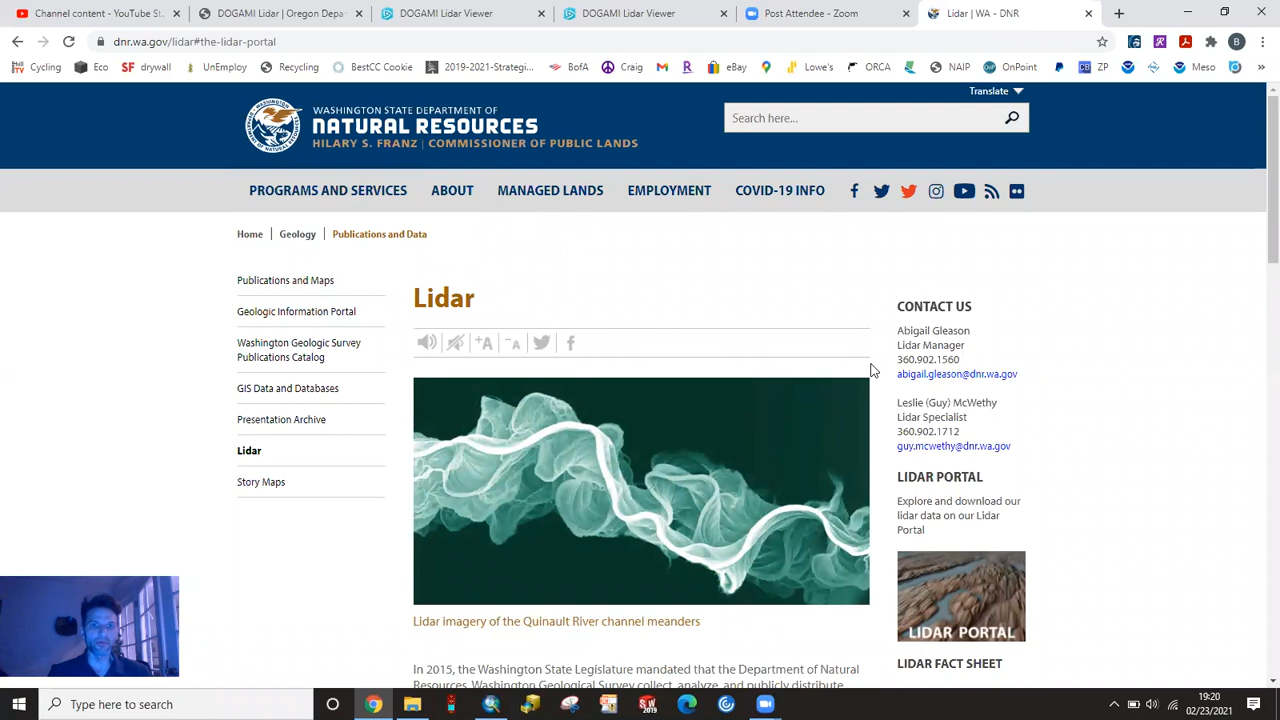 Channel content - YouTube St
DOGAMI Lidar | Oregon Depa
DOGAMI Lidar Viewer
DOGAMI Lidar Viewer
Post Attendee - Zoom
Lidar | WA - DNR
dnr.wa.gov/lidar#the-lidar-portal
Cycling
Eco
SF drywall
UnEmploy
Recycling
BestCC Cookie
2019-2021-Strategi...
BofA
Craig
eBay
Lowe's
ORCA
NAIP
OnPoint
ZP
Meso
Translate
WASHINGTON STATE DEPARTMENT OF
NATURAL RESOURCES
HILARY S. FRANZ | COMMISSIONER OF PUBLIC LANDS
Search here...
PROGRAMS AND SERVICES
ABOUT
MANAGED LANDS
EMPLOYMENT
COVID-19 INFO
Home | Geology | Publications and Data
Publications and Maps
Geologic Information Portal
Washington Geologic Survey
Publications Catalog
GIS Data and Databases
Presentation Archive
Lidar
Story Maps
Lidar
+A
-A
Lidar imagery of the Quinault River channel meanders
In 2015, the Washington State Legislature mandated that the Department of Natural
Resources, Washington Geological Survey collect, analyze, and publicly distribute
CONTACT US
Abigail Gleason
Lidar Manager
360.902.1560
abigail.gleason@dnr.wa.gov
Leslie (Guy) McWethy
Lidar Specialist
360.902.1712
guy.mcwethy@dnr.wa.gov
LIDAR PORTAL
Explore and download our
lidar data on our Lidar
Portal
LIDAR PORTAL
LIDAR FACT SHEET
Type here to search
19:20
02/23/2021